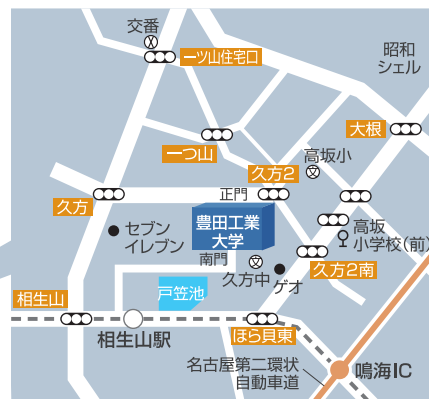 交番
一ツ山住宅口
昭和
シェル
大根
一つ山
高坂小
久方2
正門
久方
豊田工業
大学
セブン
イレブン
高坂
小学校(前)
南門
久方中
久方2南
ゲオ
相生山
戸笠池
相生山駅
ほら貝東
名古屋第二環状
自動車道
鳴海IC